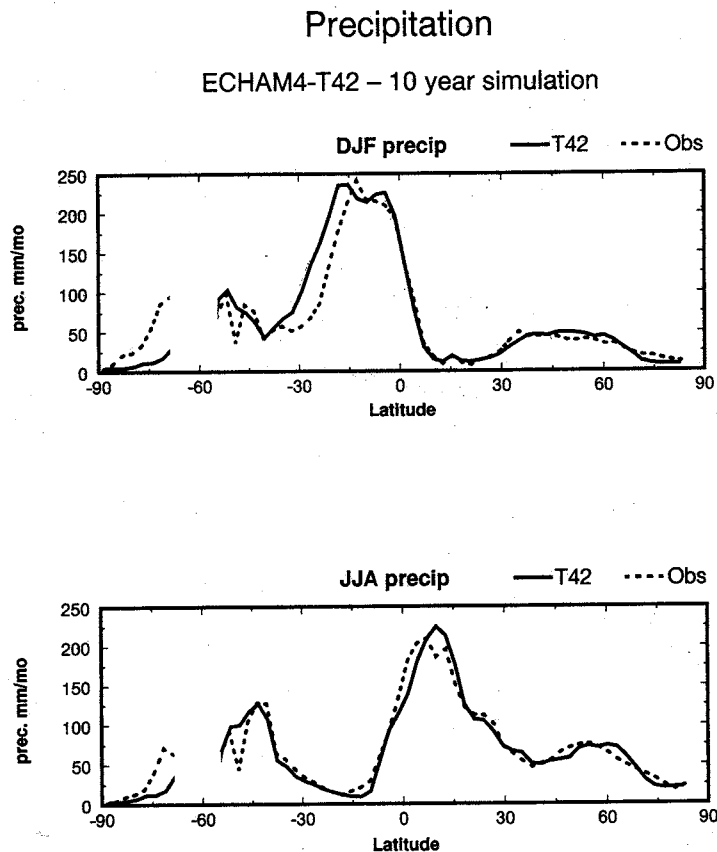 Precipitation
ECHAM4-T42 – 10 year simulation
DJF precip T42 Obs
250
200
150
100
50
0
prec. mm/mo
-90 -60 -30 0 30 60 90
Latitude
JJA precip T42 Obs
250
200
150
100
50
0
prec. mm/mo
-90 -60 -30 0 30 60 90
Latitude